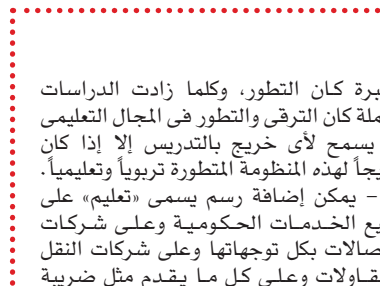 بيرة كان التطور، وكلما زادت الدراسات
ملة كان الترقى والتطور فى المجال التعليمى
يسمح لأى خريج بالتدريس إلا إذا كان
يجاً لهذه المنظومة المتطورة تربوياً وتعليمياً.
– يمكن إضافة رسم يسمى «تعليم» على
يع الخدمات الحكومية وعلى شركات
صالات بكل توجهاتها وعلى شركات النقل
قاولات وعلى كل ما يقدم مثل ضريبة